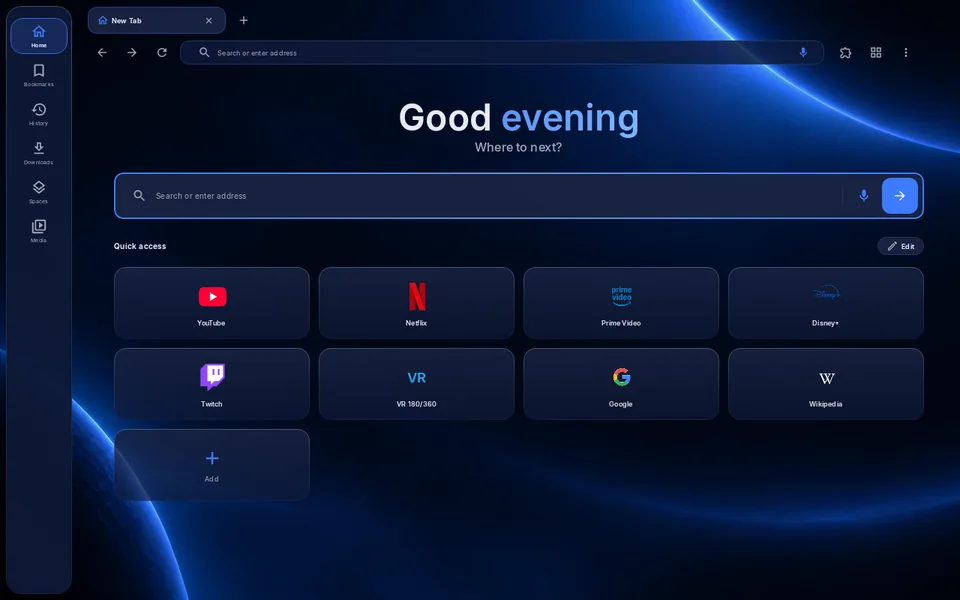 New Tab
Search or enter address
Home
Bookmarks
History
Downloads
Spaces
Media
Good evening
Where to next?
Search or enter address
Quick access
Edit
YouTube
Netflix
prime video
Prime Video
Disney+
Disney+
Twitch
VR
VR 180/360
Google
W
Wikipedia
Add